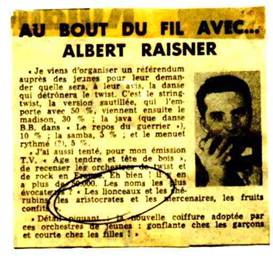 AU BOUT DU FIL AVEC...
ALBERT RAISNER
« Je viens d'organiser un référendum
auprès des jeunes pour leur deman-
der quelle sera, à leur avis, la danse
qui détrônera le twist. C'est le string-
twist, la version sautillée, qui l'em-
porte avec 50 %, viennent ensuite le
madison, 30 % ; la java (que danse
B.B. dans « Le repos du guerrier »),
10 % ; la samba, 5 % ; et le menuet
rythmé (?), 5 %.
« J'ai aussi tenté, pour mon émission
T.V. « Age tendre et tête de bois »,
de recenser les orchestres de twist et
de rock en France. Eh bien ! il y en
a plus de 30.000. Les noms les plus
évocateurs ? « Les lionceaux et les ché-
rubins, les aristocrates et les mercenaires, les fruits
confits. »
« Détail piquant : la nouvelle coiffure adoptée par
ces orchestres de jeunes : gonflante chez les garçons
et courte chez les filles ! »